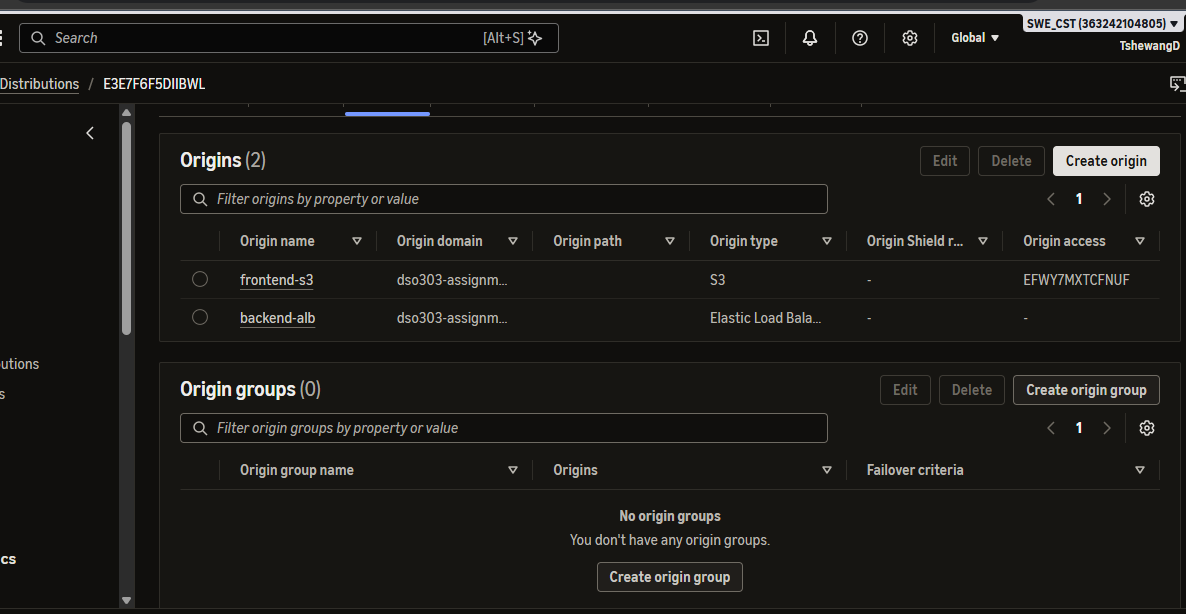 Search [Alt+S] Global SWE_CST (363242104805)
TshewangD
Distributions / E3E7F6F5DIIBWL
Origins (2) Edit Delete Create origin
Filter origins by property or value 1
Origin name Origin domain Origin path Origin type Origin Shield r... Origin access
frontend-s3 dso303-assignm... S3 - EFWY7MXTCFNUF
backend-alb dso303-assignm... Elastic Load Bala... - -
butions
s
Origin groups (0) Edit Delete Create origin group
Filter origin groups by property or value 1
Origin group name Origins Failover criteria
No origin groups
You don't have any origin groups.
cs
Create origin group